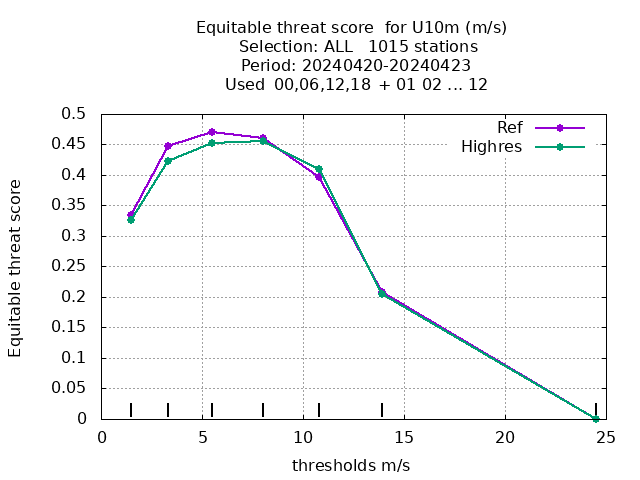 Equitable threat score  for U10m (m/s)
Selection: ALL   1015 stations
Period: 20240420-20240423
Used  00,06,12,18 + 01 02 ... 12
Ref
Highres
Equitable threat score
0.5
0.45
0.4
0.35
0.3
0.25
0.2
0.15
0.1
0.05
0
0 5 10 15 20 25
thresholds m/s